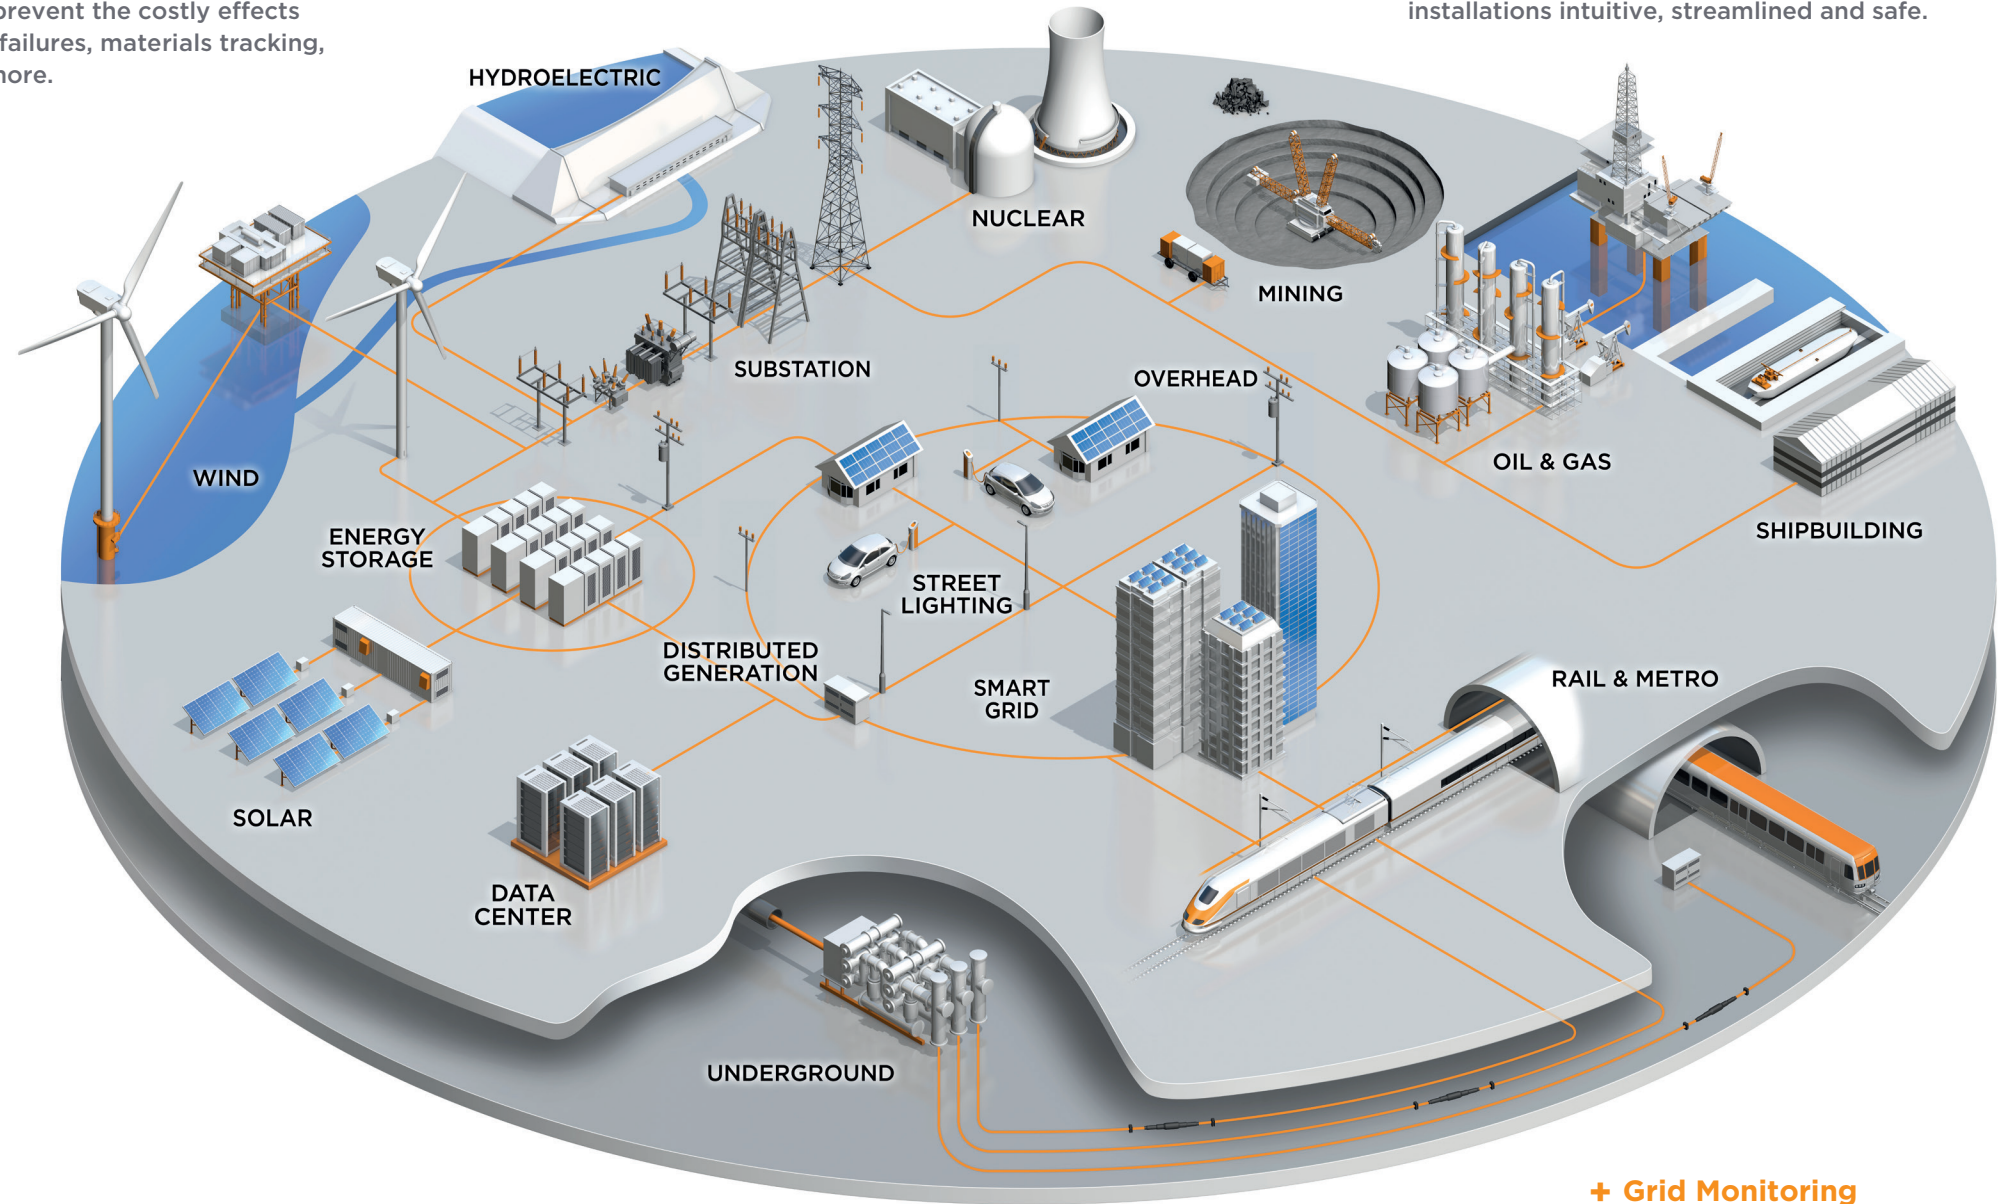 prevent the costly effects
failures, materials tracking,
more.
installations intuitive, streamlined and safe.
HYDROELECTRIC
NUCLEAR
MINING
SUBSTATION
OVERHEAD
WIND
OIL & GAS
SHIPBUILDING
ENERGY
STORAGE
STREET
LIGHTING
DISTRIBUTED
GENERATION
SMART
GRID
RAIL & METRO
SOLAR
DATA
CENTER
UNDERGROUND
+ Grid Monitoring